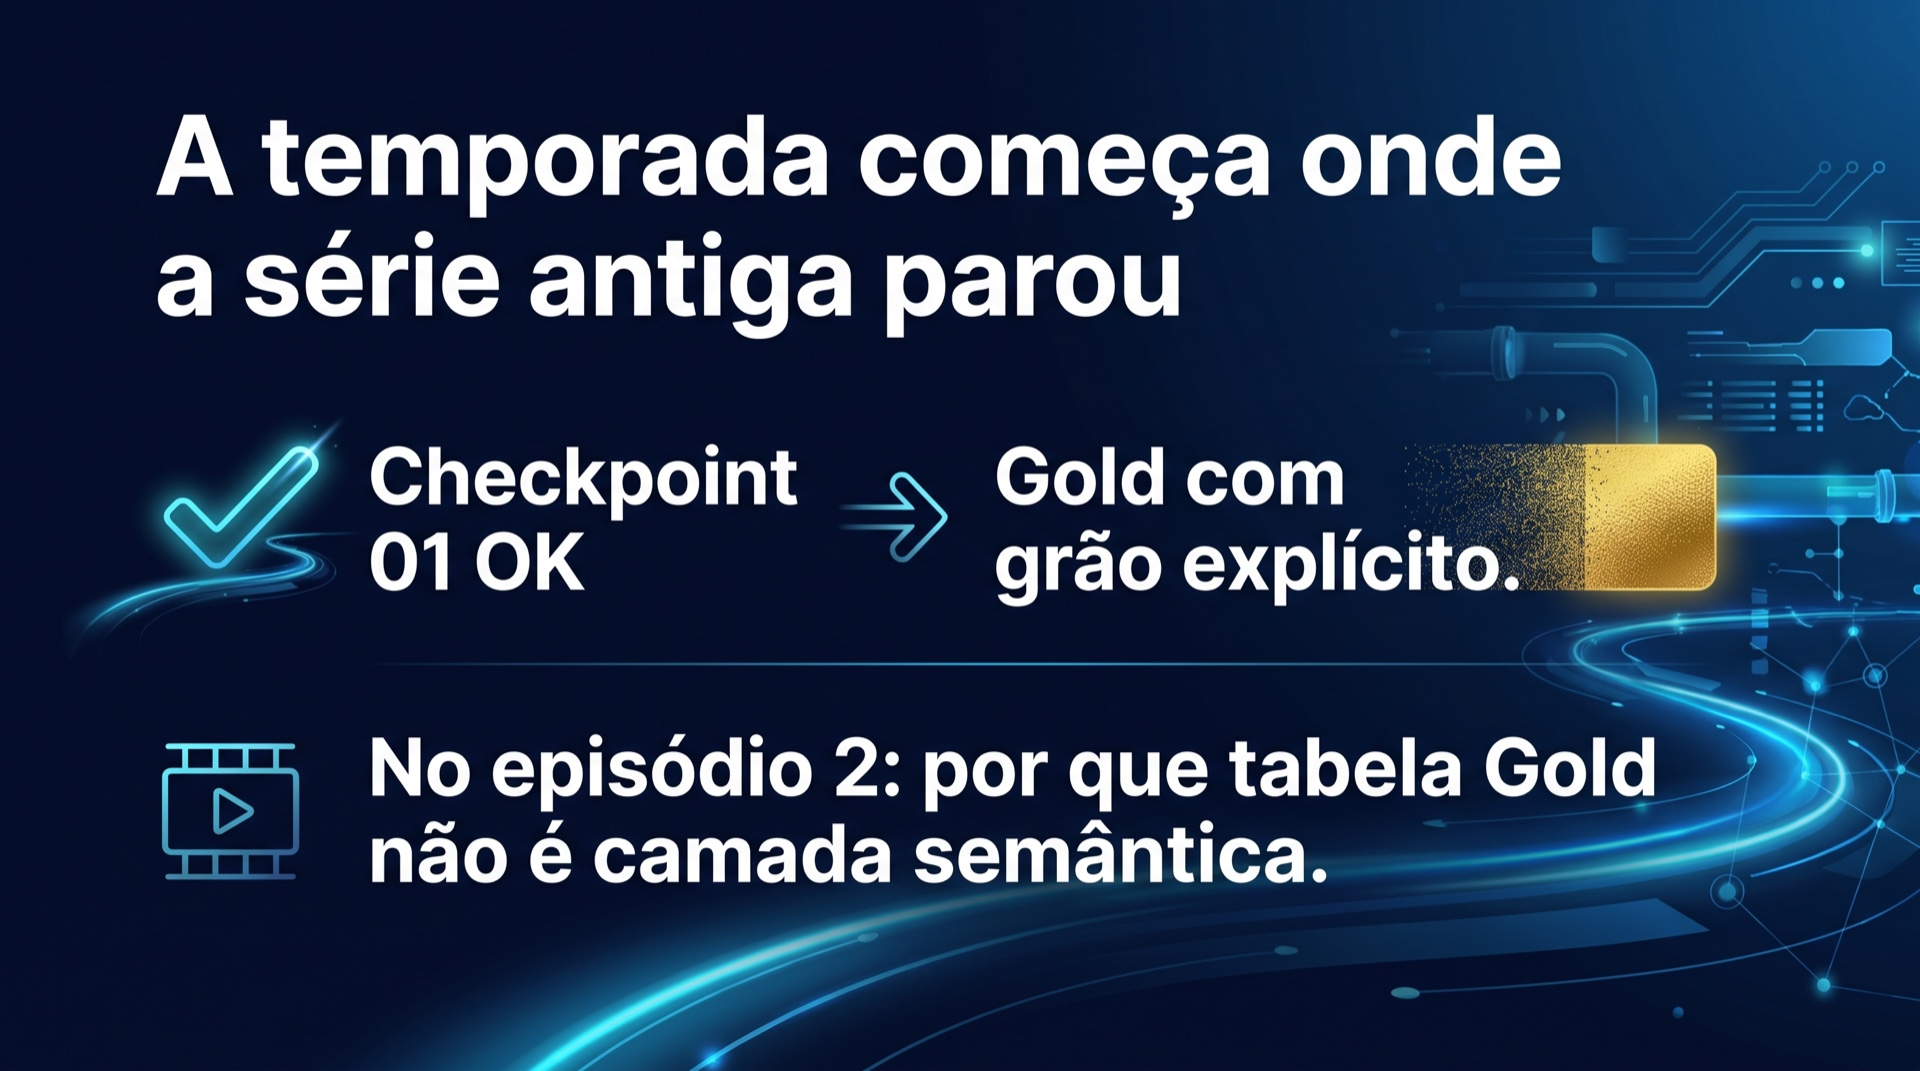 A temporada começa onde
a série antiga parou
Checkpoint
01 OK
Gold com
grão explícito.
No episódio 2: por que tabela Gold
não é camada semântica.